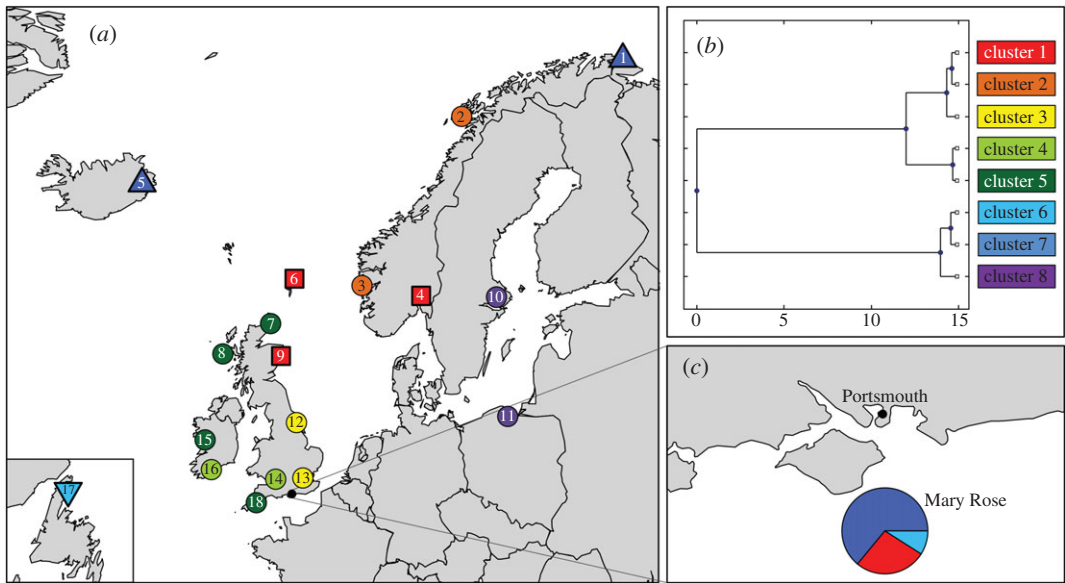 (a)
1
2
5
6
3
4
10
7
8
9
11
12
15
16
14
13
18
17
(b)
cluster 1
cluster 2
cluster 3
cluster 4
cluster 5
cluster 6
cluster 7
cluster 8
0 5 10 15
(c)
Portsmouth
Mary Rose